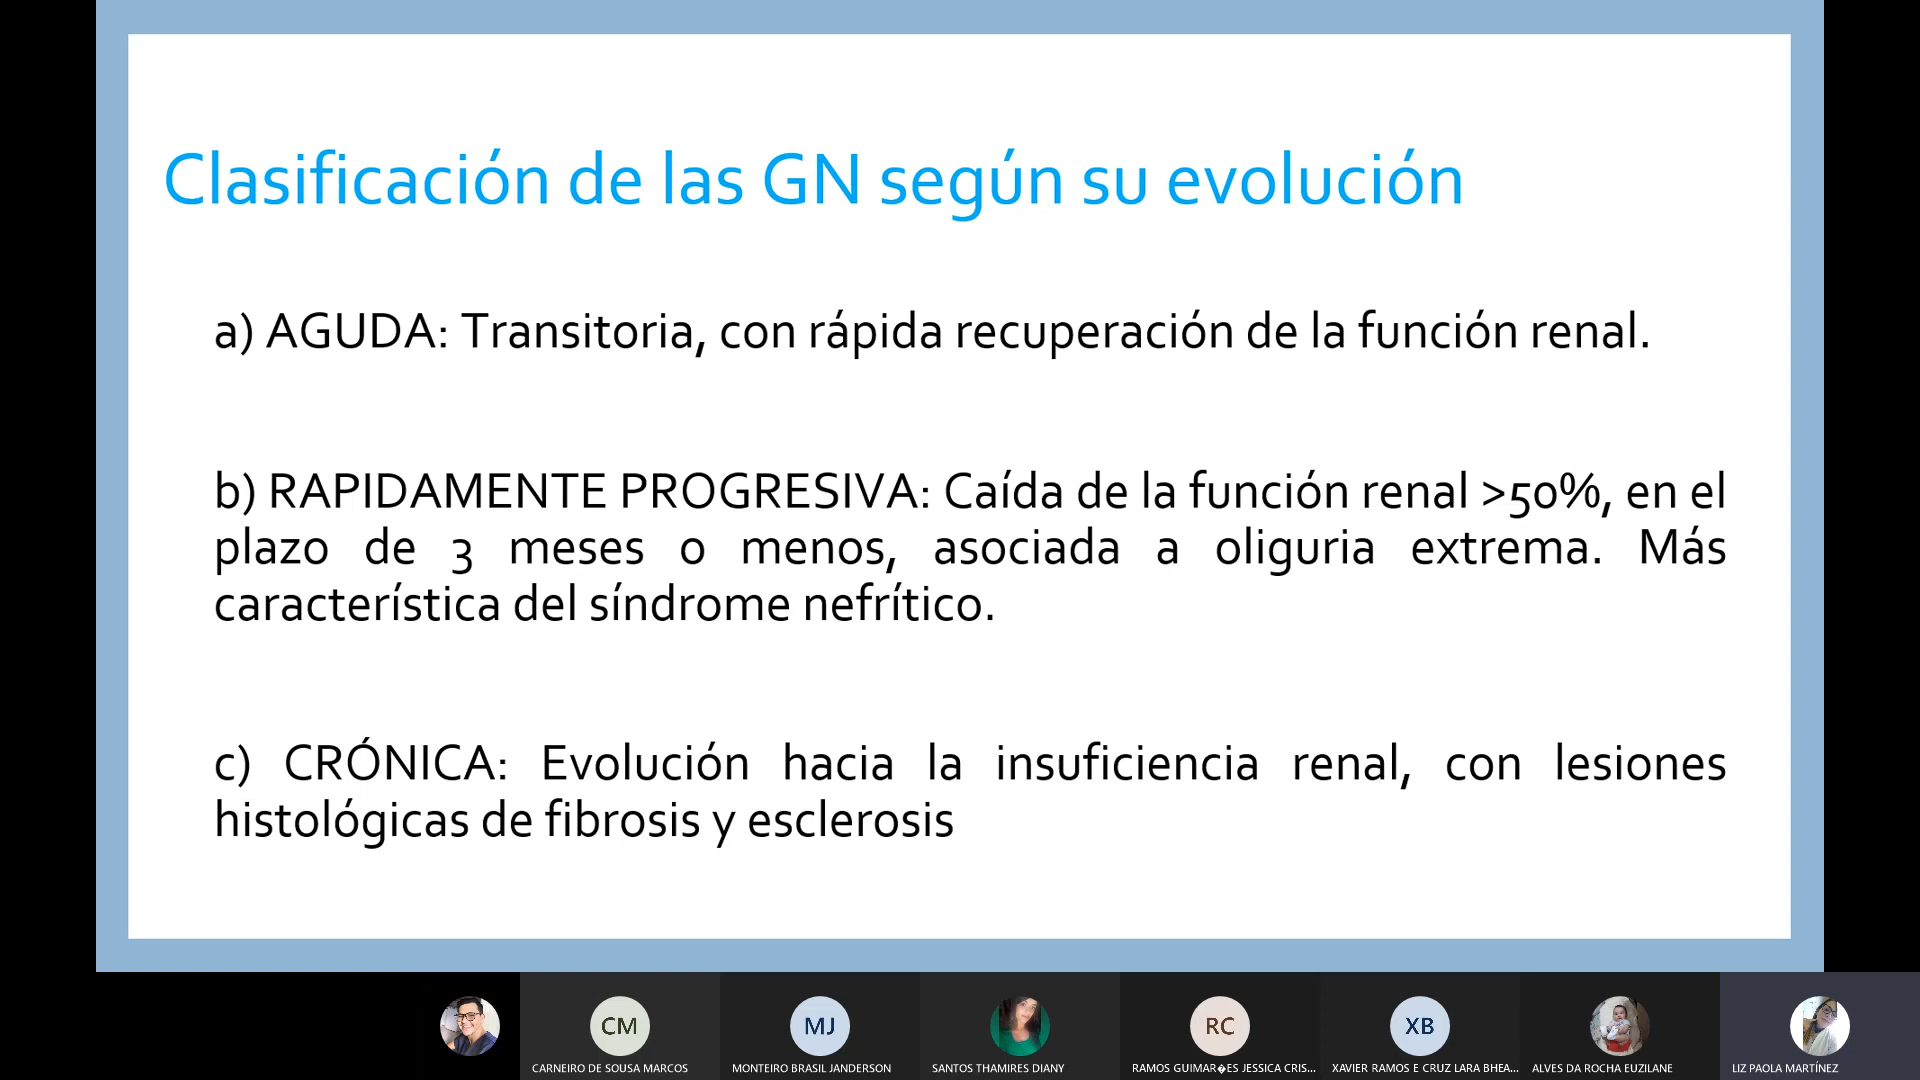 Clasificación de las GN según su evolución
a) AGUDA: Transitoria, con rápida recuperación de la función renal.
b) RAPIDAMENTE PROGRESIVA: Caída de la función renal >50%, en el
plazo de 3 meses o menos, asociada a oliguria extrema. Más
característica del síndrome nefrítico.
c) CRÓNICA: Evolución hacia la insuficiencia renal, con lesiones
histológicas de fibrosis y esclerosis
CM
MJ
RC
XB
CARNEIRO DE SOUSA MARCOS
MONTEIRO BRASIL JANDERSON
SANTOS THAMIRES DIANY
RAMOS GUIMAR�ES JESSICA CRIS...
XAVIER RAMOS E CRUZ LARA BHEA...
ALVES DA ROCHA EUZILANE
LIZ PAOLA MARTÍNEZ